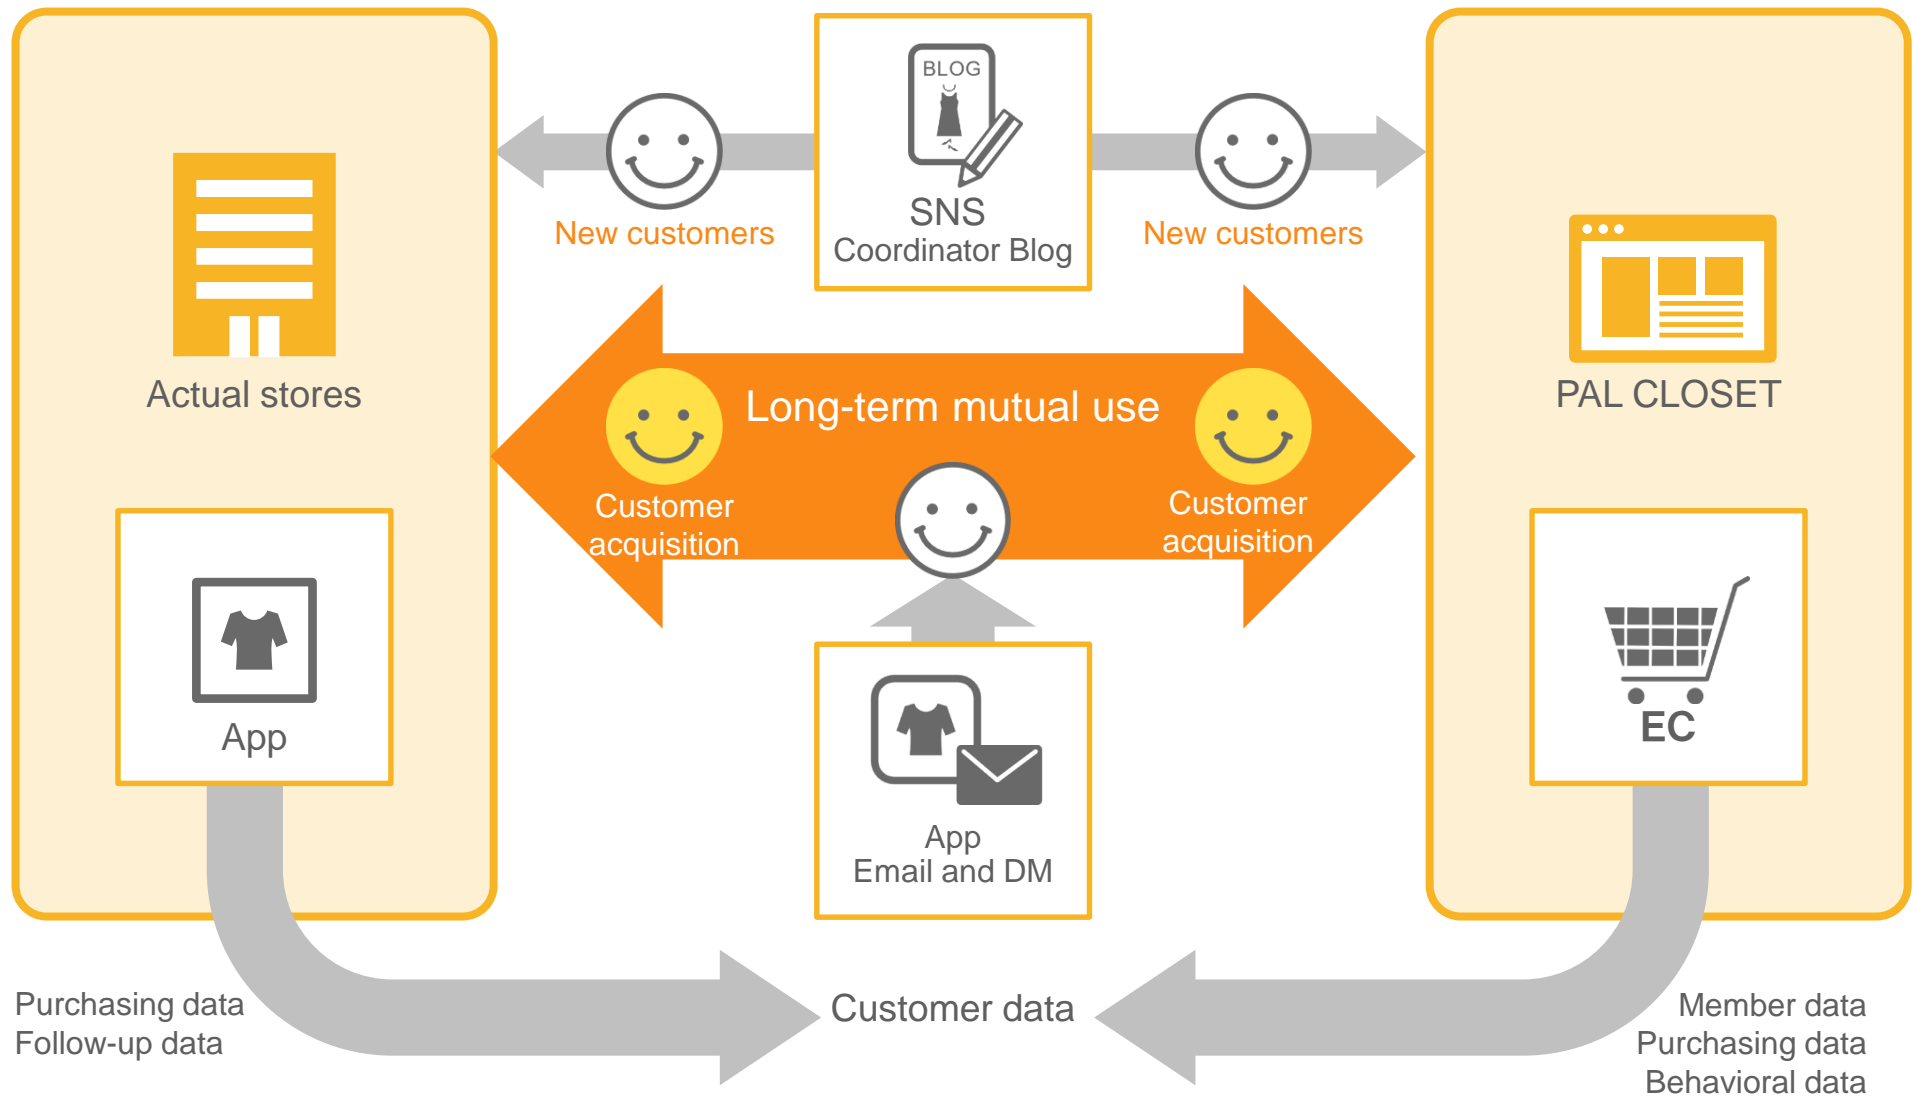 BLOG
SNS
Coordinator Blog
New customers
New customers
Actual stores
PAL CLOSET
Long-term mutual use
Customer
acquisition
Customer
acquisition
App
EC
App
Email and DM
Purchasing data
Follow-up data
Customer data
Member data
Purchasing data
Behavioral data